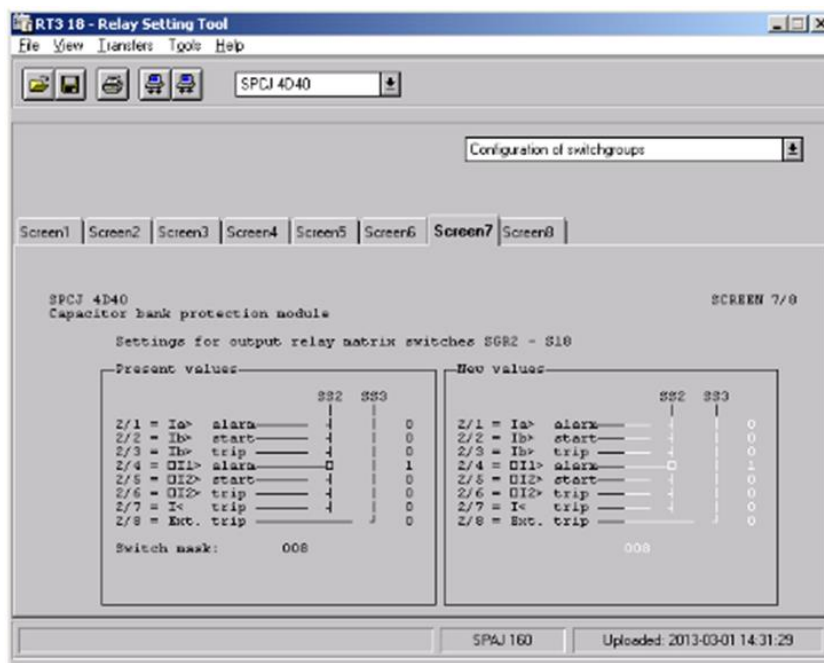 RT3 18 - Relay Setting Tool
File View Transfers Tools Help
SPCJ 4D40
Configuration of switchgroups
Screen1 Screen2 Screen3 Screen4 Screen5 Screen6 Screen7 Screen8
SPCJ 4D40 SCREEN 7/8
Capacitor bank protection module
Settings for output relay matrix switches SGR2 - S18
Present values
SS2 SS3
2/1 = Ia> alarm 0
2/2 = Ib> start 0
2/3 = Ib> trip 0
2/4 = □I1> alarm 1
2/5 = □I2> start 0
2/6 = □I2> trip 0
2/7 = I< trip 0
2/8 = Ext. trip 0
Switch mask: 008
New values
SS2 SS3
2/1 = Ia> alarm 0
2/2 = Ib> start 0
2/3 = Ib> trip 0
2/4 = □I1> alarm 1
2/5 = □I2> start 0
2/6 = □I2> trip 0
2/7 = I< trip 0
2/8 = Ext. trip 0
008
SPAJ 160 Uploaded: 2013-03-01 14:31:29